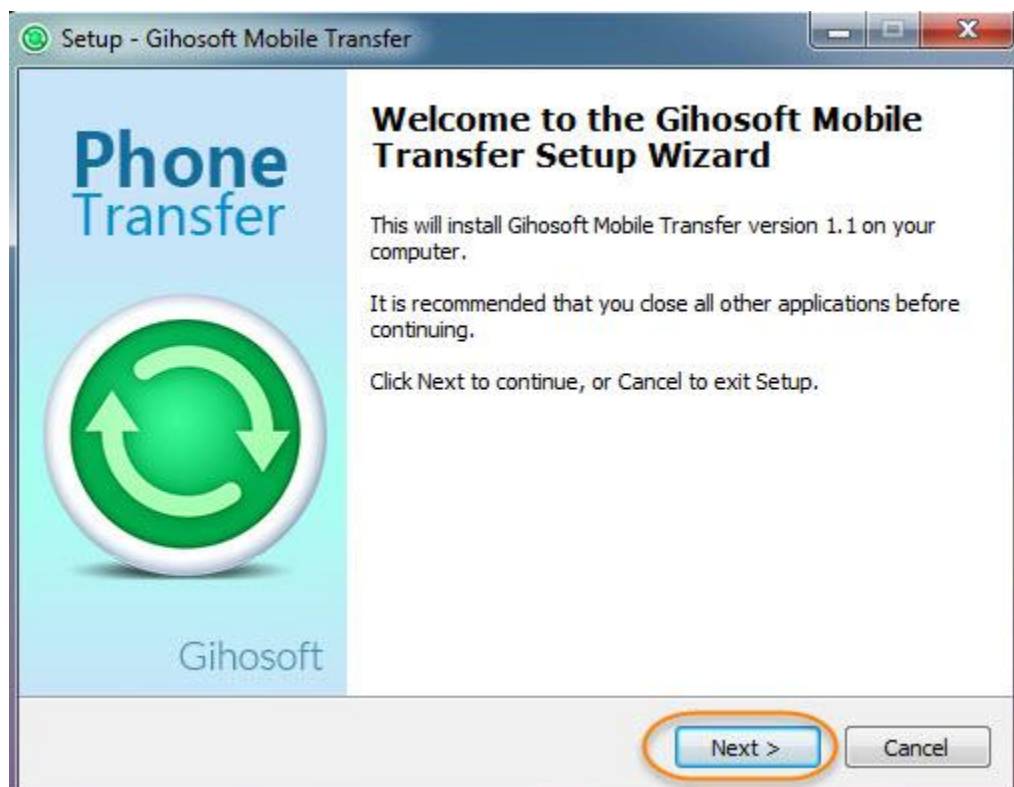 Setup - Gihosoft Mobile Transfer
Phone
Transfer
Gihosoft
Welcome to the Gihosoft Mobile
Transfer Setup Wizard
This will install Gihosoft Mobile Transfer version 1.1 on your
computer.
It is recommended that you close all other applications before
continuing.
Click Next to continue, or Cancel to exit Setup.
Next >
Cancel